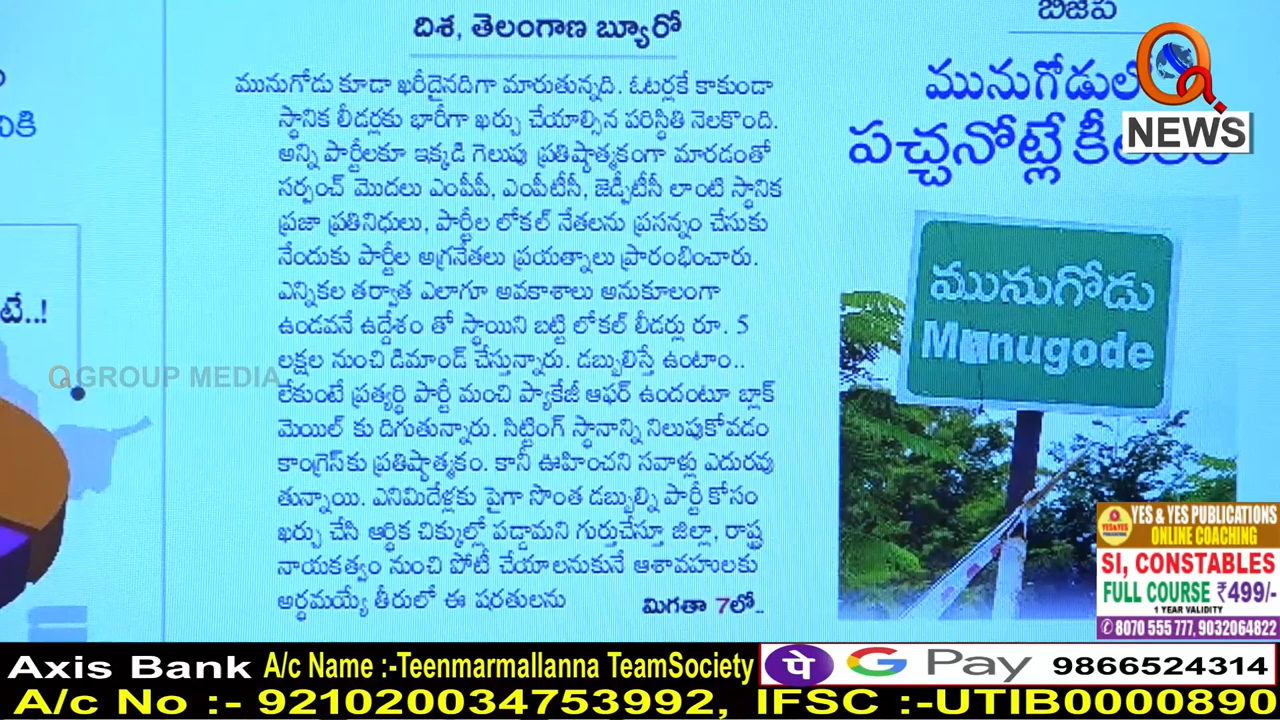 దిశ, తెలంగాణ బ్యూరో
మునుగోడు కూడా ఖరీదైనదిగా మారుతున్నది. ఓటర్లకే కాకుండా
స్థానిక లీడర్లకు భారీగా ఖర్చు చేయాల్సిన పరిస్థితి నెలకొంది.
అన్ని పార్టీలకూ ఇక్కడి గెలుపు ప్రతిష్ఠాత్మకంగా మారడంతో
సర్పంచ్ మొదలు ఎంపీపీ, ఎంపీటీసీ, జెడ్పీటీసీ లాంటి స్థానిక
ప్రజా ప్రతినిధులు, పార్టీల లోకల్ నేతలను ప్రసన్నం చేసుకు
నేందుకు పార్టీల అగ్రనేతలు ప్రయత్నాలు ప్రారంభించారు.
ఎన్నికల తర్వాత ఎలాగూ అవకాశాలు అనుకూలంగా
ఉండవనే ఉద్దేశం తో స్థాయిని బట్టి లోకల్ లీడర్లు రూ. 5
లక్షల నుంచి డిమాండ్ చేస్తున్నారు. డబ్బులిస్తే ఉంటాం..
లేకుంటే ప్రత్యర్థి పార్టీ మంచి ప్యాకేజీ ఆఫర్ ఉందంటూ బ్లాక్
మెయిల్ కు దిగుతున్నారు. సిట్టింగ్ స్థానాన్ని నిలుపుకోవడం
కాంగ్రెస్‌కు ప్రతిష్ఠాత్మకం. కానీ ఊహించని సవాళ్లు ఎదురవు
తున్నాయి. ఎనిమిదేళ్లకు పైగా సొంత డబ్బుల్ని పార్టీ కోసం
ఖర్చు చేసి ఆర్థిక చిక్కుల్లో పడ్డామని గుర్తుచేస్తూ జిల్లా, రాష్ట్ర
నాయకత్వం నుంచి పోటీ చేయాలనుకునే ఆశావహులకు
అర్థమయ్యే తీరులో ఈ షరతులను మిగతా 7లో..
బీజేపీ
మునుగోడులో
పచ్చనోట్లే
Q NEWS
మునుగోడు
Munugode
Q GROUP MEDIA
YES & YES PUBLICATIONS
ONLINE COACHING
SI, CONSTABLES
FULL COURSE ₹499/-
1 YEAR VALIDITY
8070 555 777, 9032064822
Axis Bank A/c Name :-Teenmarmallanna TeamSociety
పే G Pay 9866524314
A/c No :- 921020034753992, IFSC :-UTIB0000890